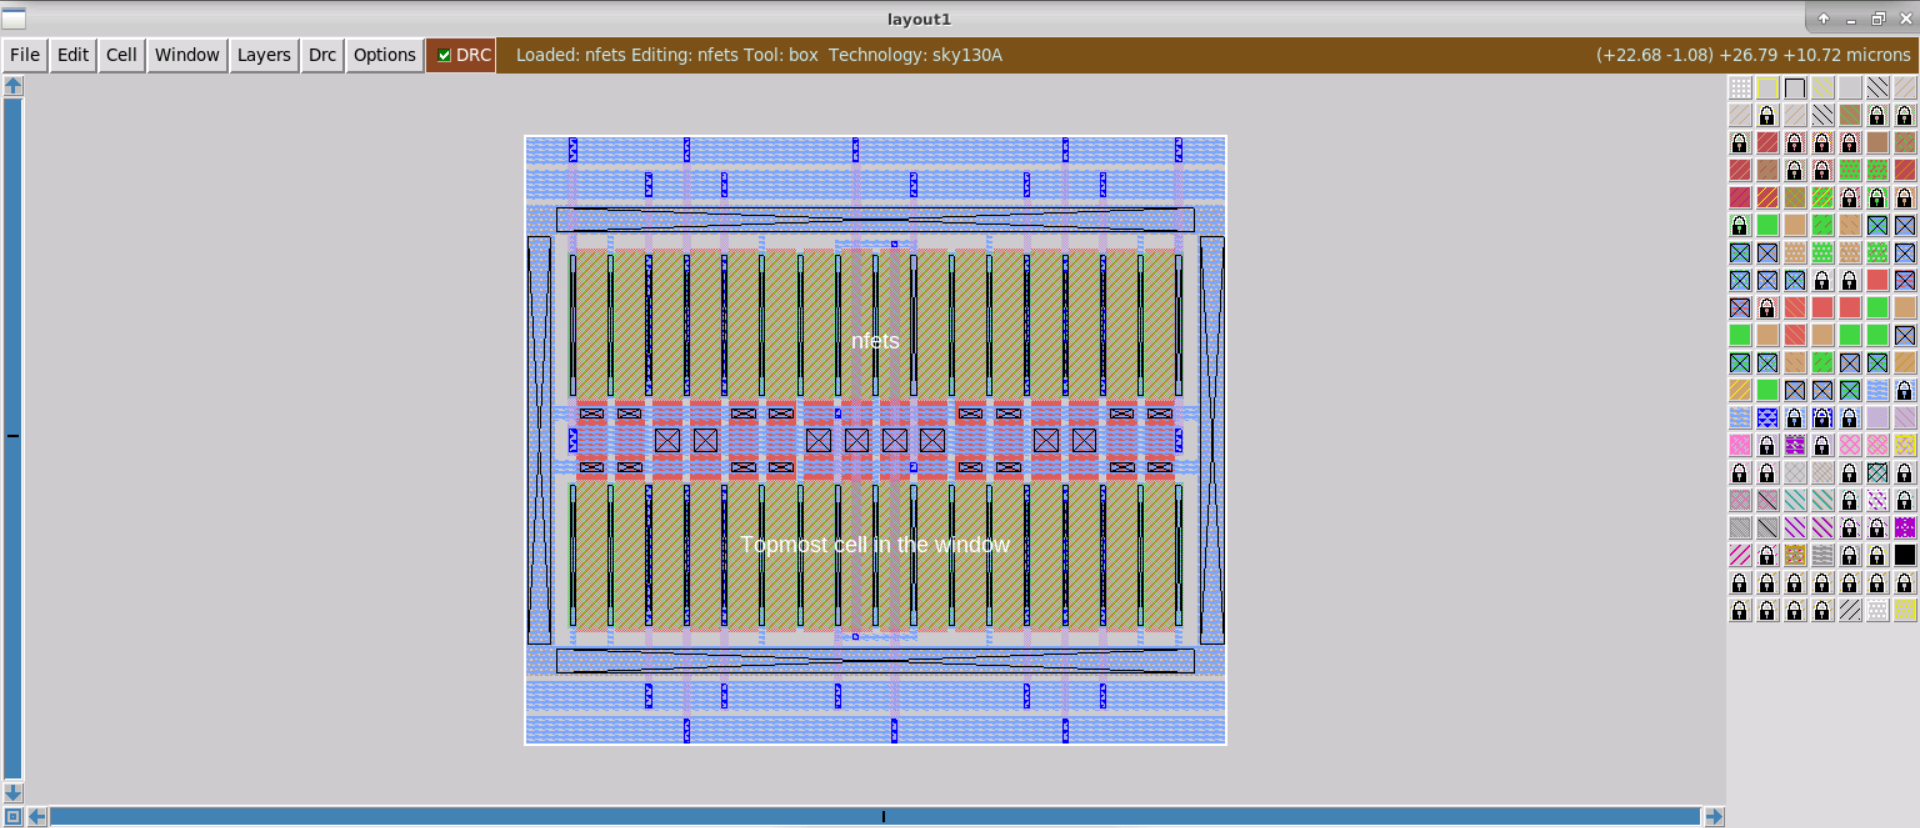 layout1
File Edit Cell Window Layers Drc Options DRC Loaded: nfets Editing: nfets Tool: box Technology: sky130A (+22.68 -1.08) +26.79 +10.72 microns
nfets
Topmost cell in the window